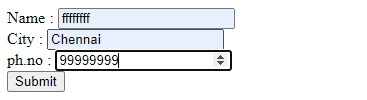 Name : ffffffff
City : Chennai
ph.no : 99999999
Submit